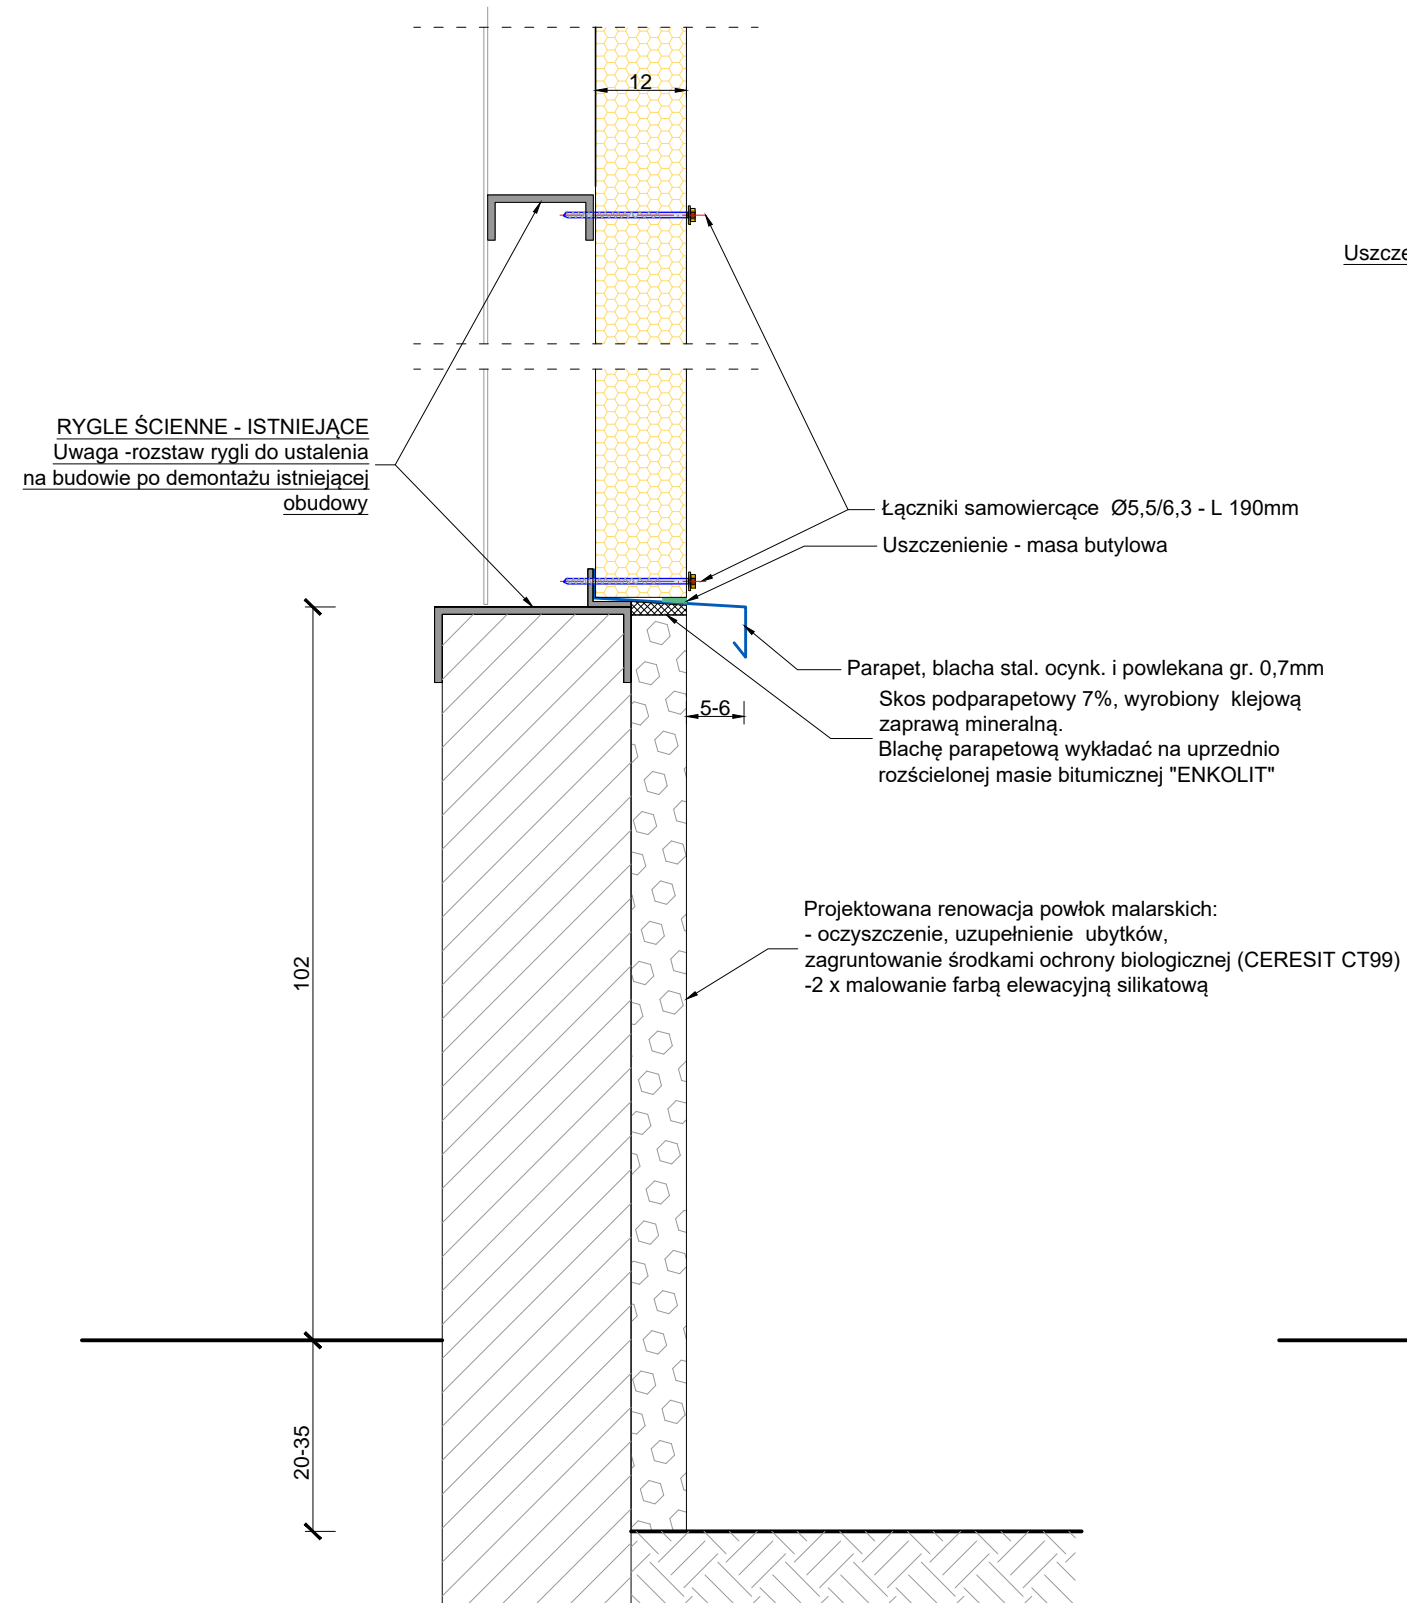 12
Uszcze
RYGLE ŚCIENNE - ISTNIEJĄCE
Uwaga -rozstaw rygli do ustalenia
na budowie po demontażu istniejącej
obudowy
Łączniki samowiercące Ø5,5/6,3 - L 190mm
Uszczenienie - masa butylowa
Parapet, blacha stal. ocynk. i powlekana gr. 0,7mm
Skos podparapetowy 7%, wyrobiony klejową
zaprawą mineralną.
Blachę parapetową wykładać na uprzednio
rozścielonej masie bitumicznej "ENKOLIT"
5-6
Projektowana renowacja powłok malarskich:
- oczyszczenie, uzupełnienie ubytków,
zagruntowanie środkami ochrony biologicznej (CERESIT CT99)
-2 x malowanie farbą elewacyjną silikatową
102
20-35